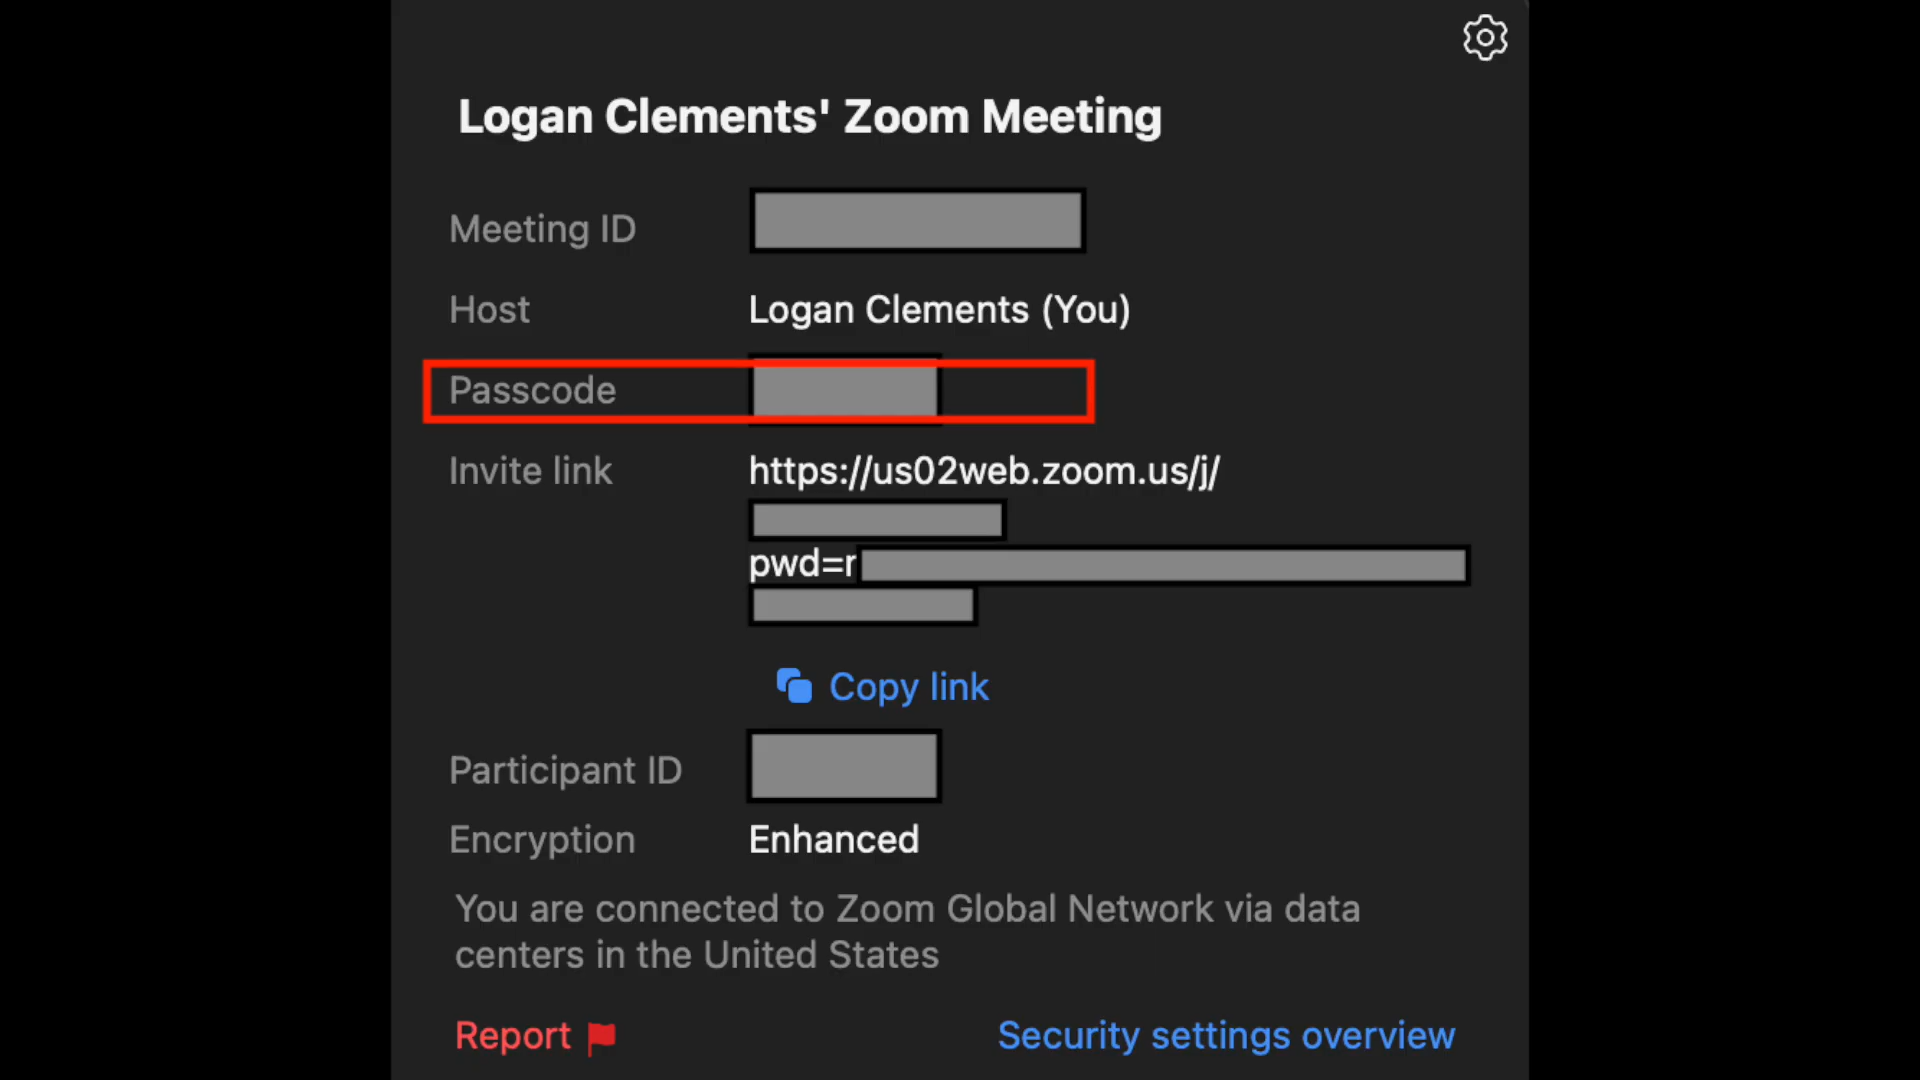 Logan Clements' Zoom Meeting
Meeting ID
Host Logan Clements (You)
Passcode
Invite link https://us02web.zoom.us/j/
pwd=r
Copy link
Participant ID
Encryption Enhanced
You are connected to Zoom Global Network via data
centers in the United States
Report Security settings overview